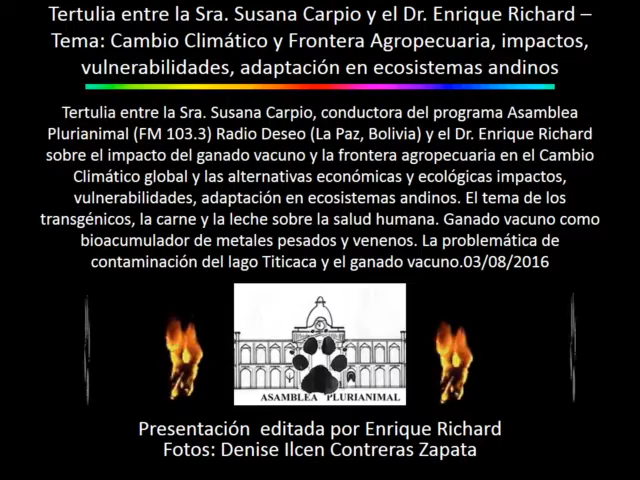 Tertulia entre la Sra. Susana Carpio y el Dr. Enrique Richard –
Tema: Cambio Climático y Frontera Agropecuaria, impactos,
vulnerabilidades, adaptación en ecosistemas andinos
Tertulia entre la Sra. Susana Carpio, conductora del programa Asamblea
Plurianimal (FM 103.3) Radio Deseo (La Paz, Bolivia) y el Dr. Enrique Richard
sobre el impacto del ganado vacuno y la frontera agropecuaria en el Cambio
Climático global y las alternativas económicas y ecológicas impactos,
vulnerabilidades, adaptación en ecosistemas andinos. El tema de los
transgénicos, la carne y la leche sobre la salud humana. Ganado vacuno como
bioacumulador de metales pesados y venenos. La problemática de
contaminación del lago Titicaca y el ganado vacuno.03/08/2016
ASAMBLEA PLURIANIMAL
Presentación editada por Enrique Richard
Fotos: Denise Ilcen Contreras Zapata